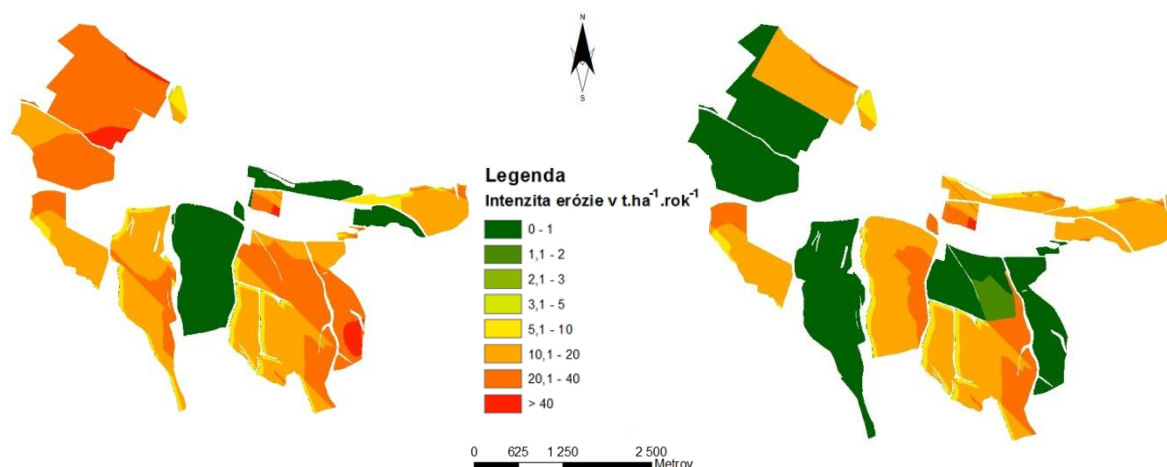 N
S
Legenda
Intenzita erózie v t.ha⁻¹.rok⁻¹
0 - 1
1,1 - 2
2,1 - 3
3,1 - 5
5,1 - 10
10,1 - 20
20,1 - 40
> 40
0 625 1 250 2 500
Metrov